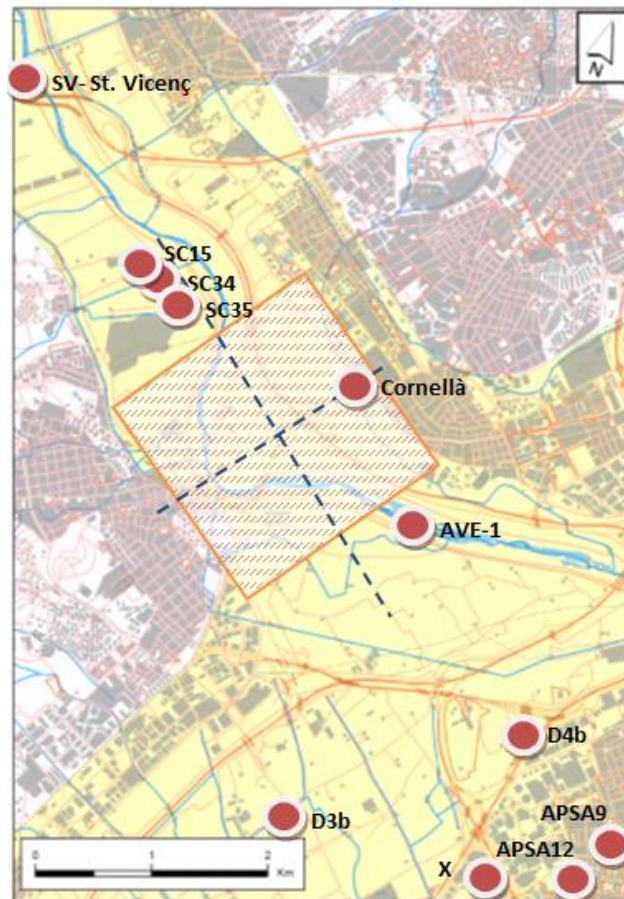 N
SV- St. Vicenç
SC15
SC34
SC35
Cornellà
AVE-1
D4b
D3b
APSA9
X
APSA12
0 1 2
Km